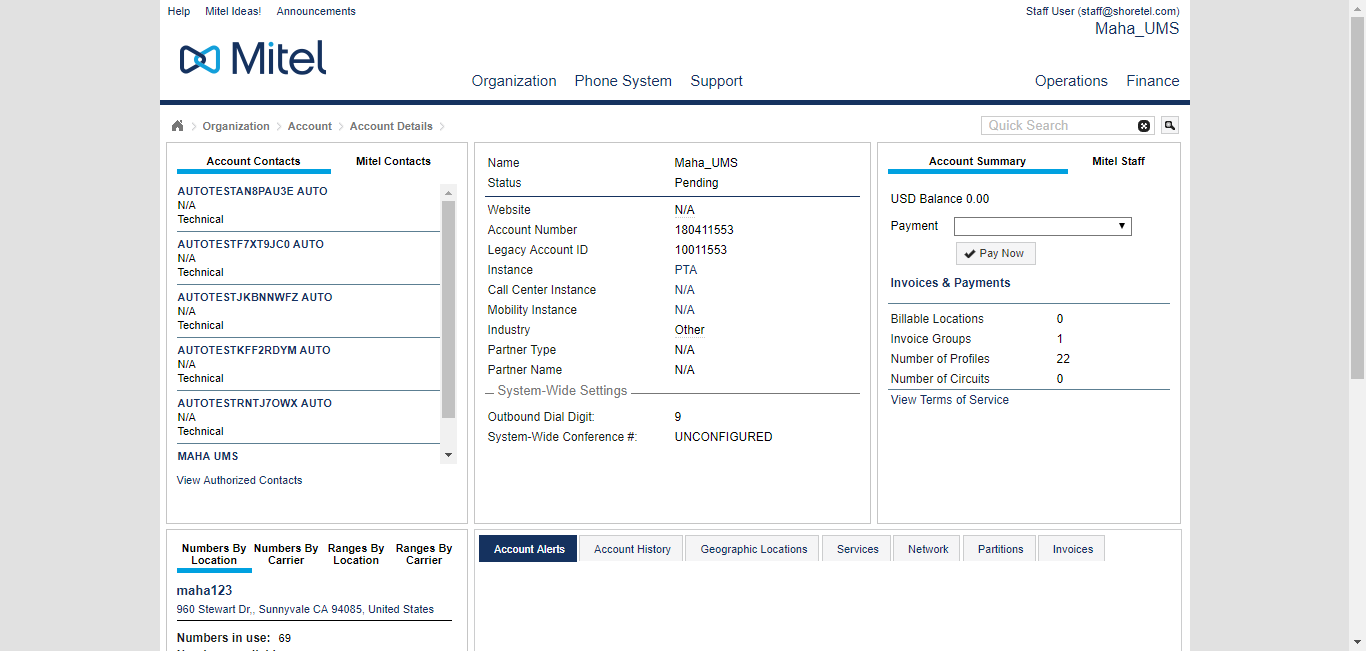 Help Mitel Ideas! Announcements
Staff User (staff@shoretel.com)
Maha_UMS
Mitel
Organization Phone System Support
Operations Finance
Organization Account Account Details
Quick Search
Account Contacts Mitel Contacts
AUTOTESTAN8PAU3E AUTO
N/A
Technical
AUTOTESTF7XT9JC0 AUTO
N/A
Technical
AUTOTESTJKBNNWFZ AUTO
N/A
Technical
AUTOTESTKFF2RDYM AUTO
N/A
Technical
AUTOTESTRNTJ7OWX AUTO
N/A
Technical
MAHA UMS
View Authorized Contacts
Name Maha_UMS
Status Pending
Website N/A
Account Number 180411553
Legacy Account ID 10011553
Instance PTA
Call Center Instance N/A
Mobility Instance N/A
Industry Other
Partner Type N/A
Partner Name N/A
System-Wide Settings
Outbound Dial Digit: 9
System-Wide Conference #: UNCONFIGURED
Account Summary Mitel Staff
USD Balance 0.00
Payment
Pay Now
Invoices & Payments
Billable Locations 0
Invoice Groups 1
Number of Profiles 22
Number of Circuits 0
View Terms of Service
Numbers By Location Numbers By Carrier Ranges By Location Ranges By Carrier
maha123
960 Stewart Dr,, Sunnyvale CA 94085, United States
Numbers in use: 69
Account Alerts Account History Geographic Locations Services Network Partitions Invoices